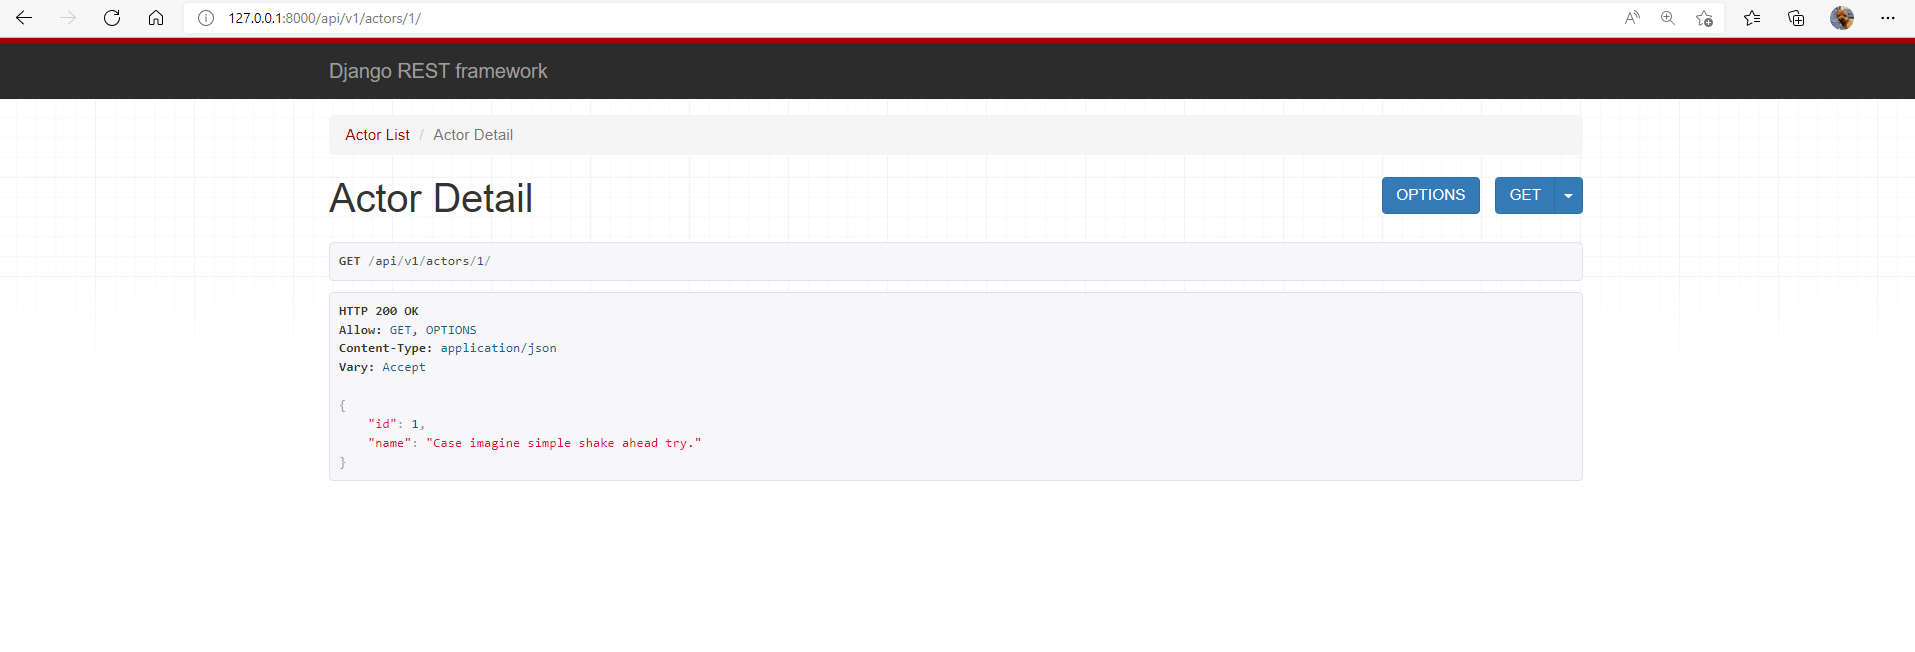 127.0.0.1:8000/api/v1/actors/1/
Django REST framework
Actor List / Actor Detail
Actor Detail
OPTIONS GET
GET /api/v1/actors/1/
HTTP 200 OK
Allow: GET, OPTIONS
Content-Type: application/json
Vary: Accept
{
    "id": 1,
    "name": "Case imagine simple shake ahead try."
}